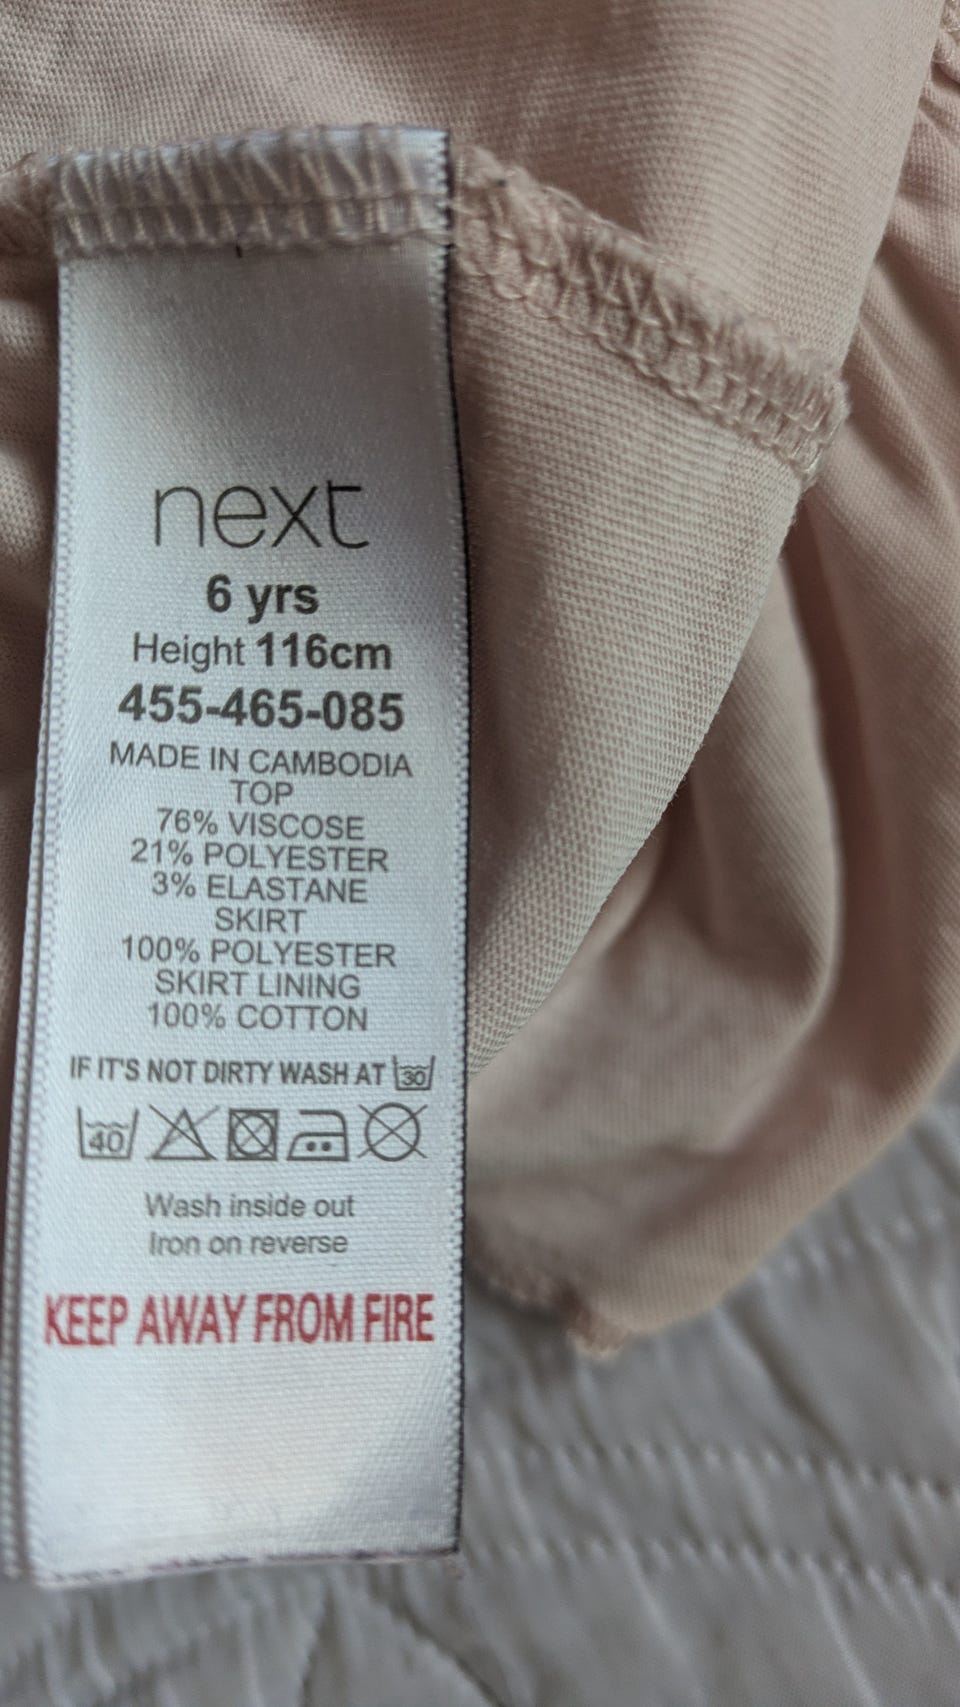 next
6 yrs
Height 116cm
455-465-085
MADE IN CAMBODIA
TOP
76% VISCOSE
21% POLYESTER
3% ELASTANE
SKIRT
100% POLYESTER
SKIRT LINING
100% COTTON
IF IT'S NOT DIRTY WASH AT 30
40
Wash inside out
Iron on reverse
KEEP AWAY FROM FIRE